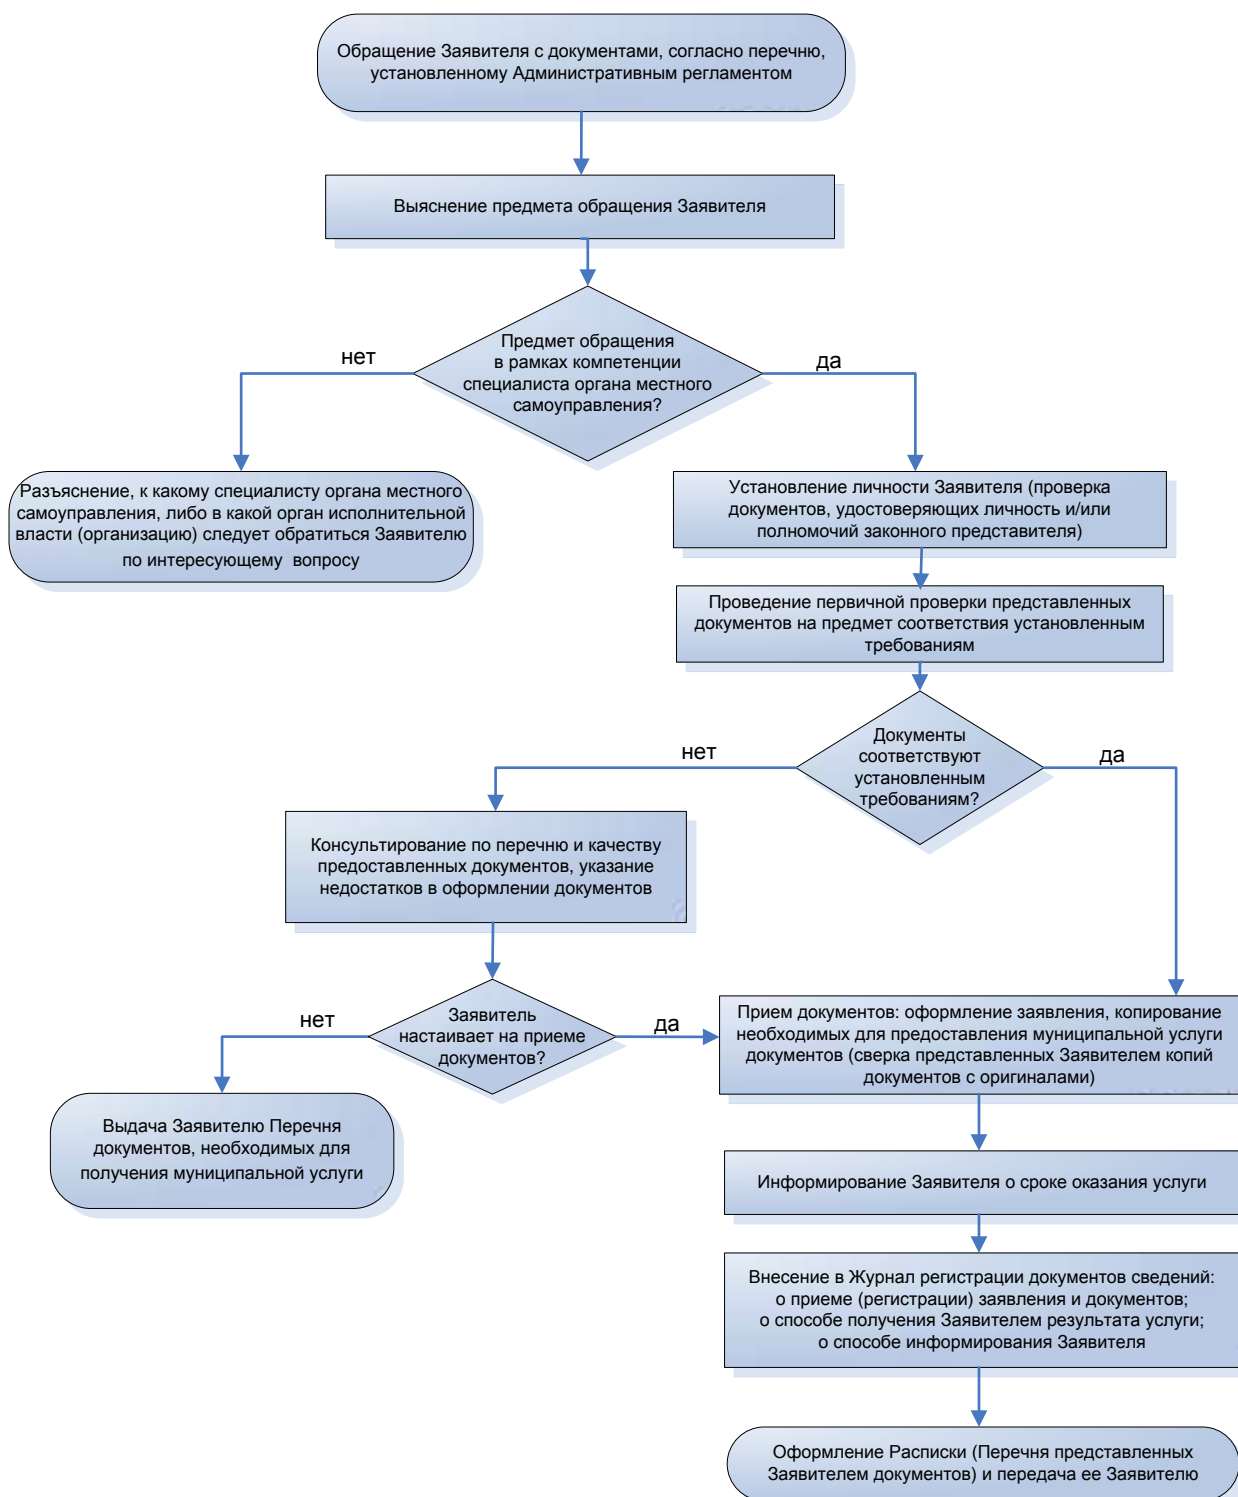 Обращение Заявителя с документами, согласно перечню,
установленному Административным регламентом
Выяснение предмета обращения Заявителя
Предмет обращения
в рамках компетенции
специалиста органа местного
самоуправления?
нет
да
Разъяснение, к какому специалисту органа местного
самоуправления, либо в какой орган исполнительной
власти (организацию) следует обратиться Заявителю
по интересующему вопросу
Установление личности Заявителя (проверка
документов, удостоверяющих личность и/или
полномочий законного представителя)
Проведение первичной проверки представленных
документов на предмет соответствия установленным
требованиям
Документы
соответствуют
установленным
требованиям?
нет
да
Консультирование по перечню и качеству
предоставленных документов, указание
недостатков в оформлении документов
Заявитель
настаивает на приеме
документов?
нет
да
Выдача Заявителю Перечня
документов, необходимых для
получения муниципальной услуги
Прием документов: оформление заявления, копирование
необходимых для предоставления муниципальной услуги
документов (сверка представленных Заявителем копий
документов с оригиналами)
Информирование Заявителя о сроке оказания услуги
Внесение в Журнал регистрации документов сведений:
о приеме (регистрации) заявления и документов;
о способе получения Заявителем результата услуги;
о способе информирования Заявителя
Оформление Расписки (Перечня представленных
Заявителем документов) и передача ее Заявителю